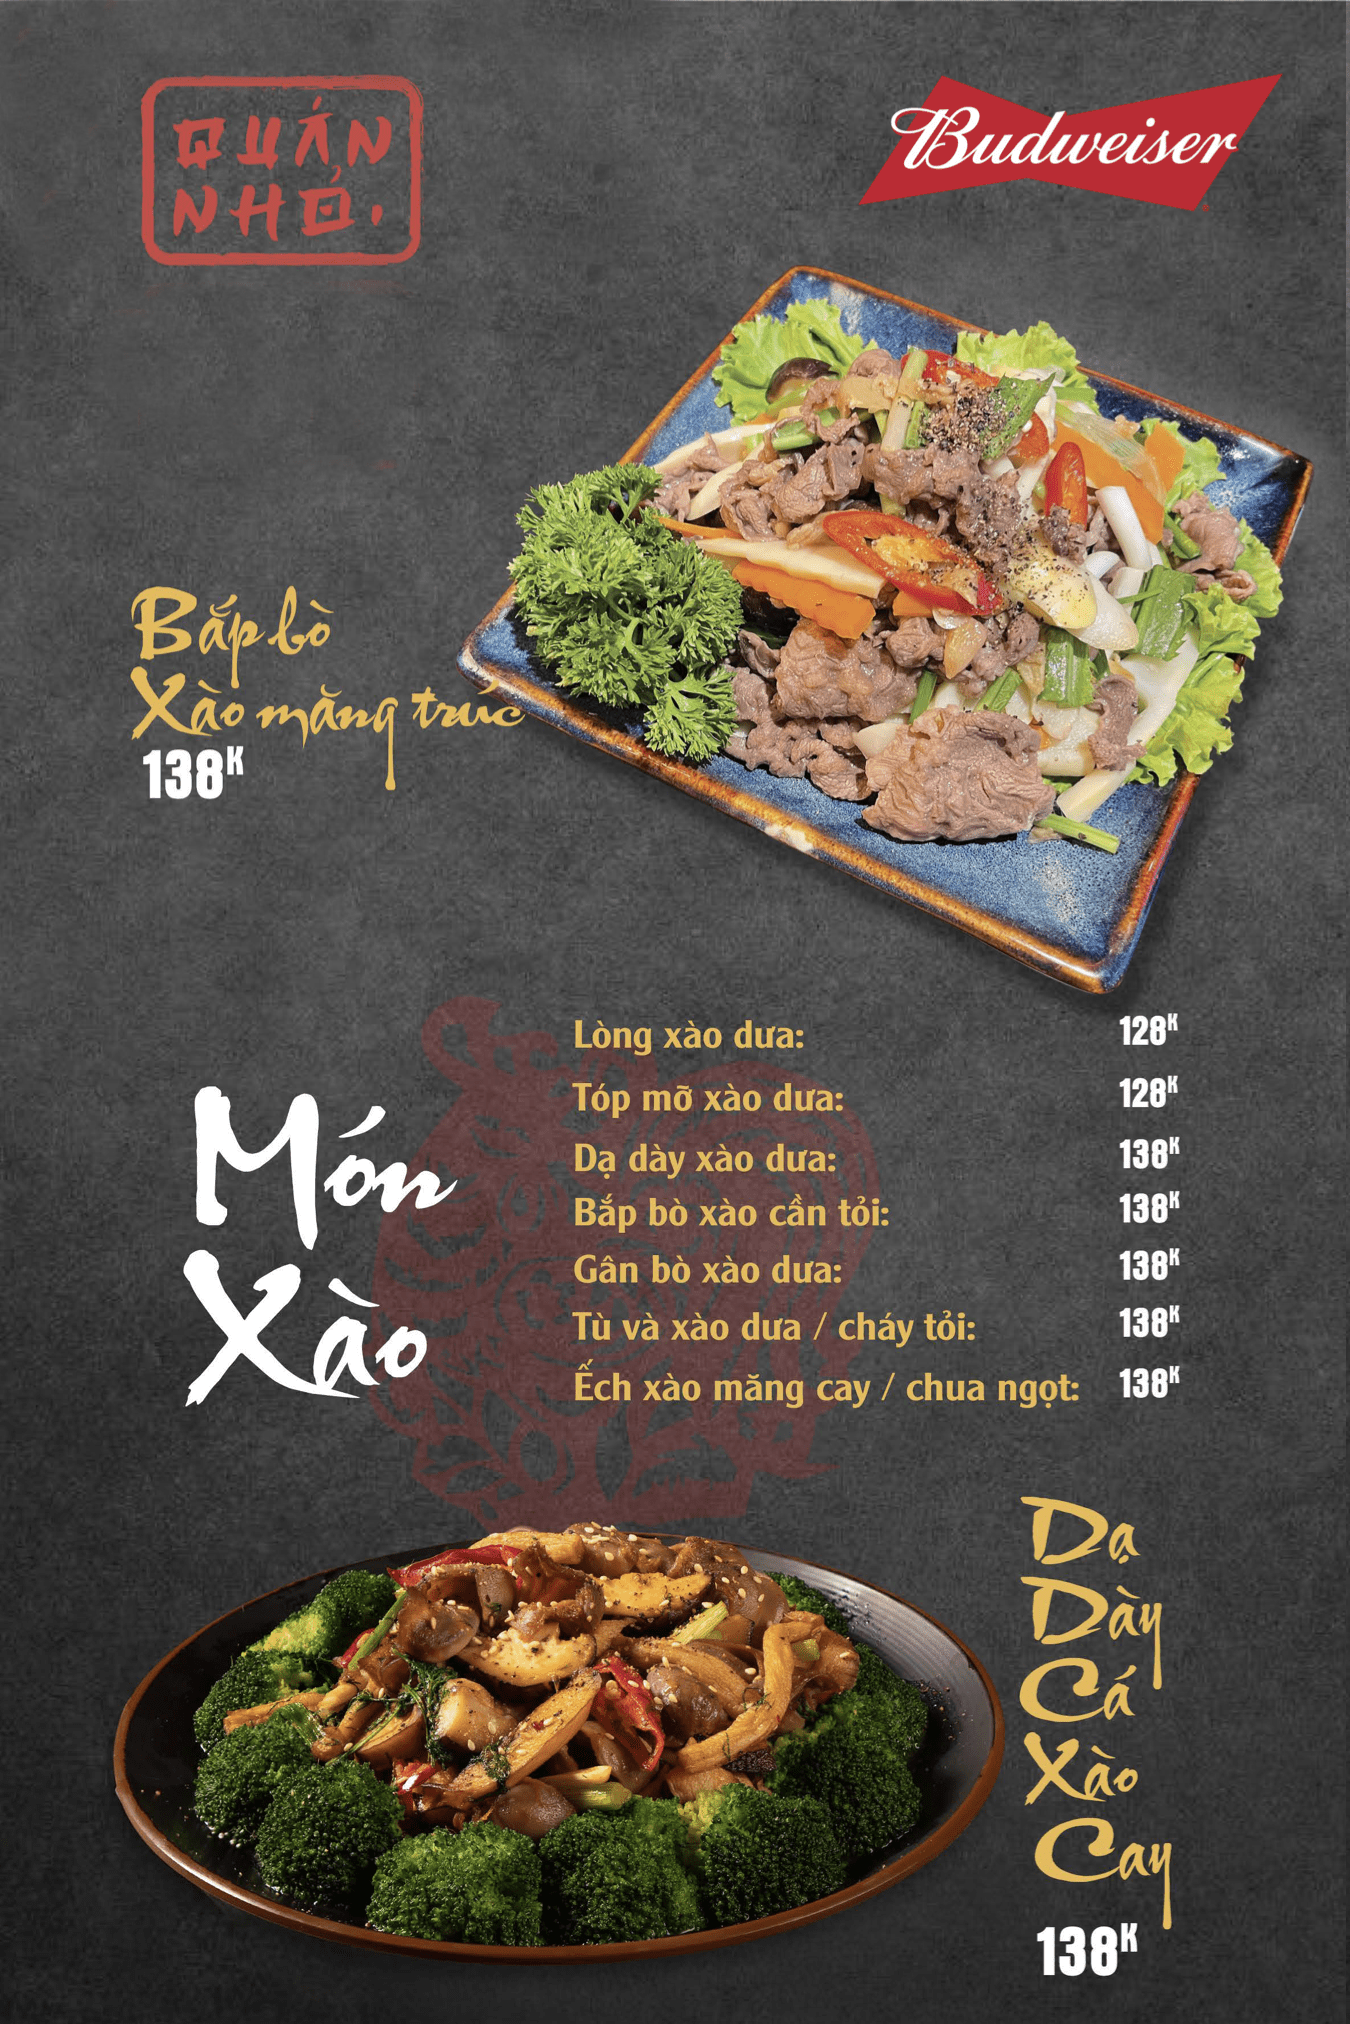 QUÁN
NHỎ.
Budweiser
Bắp bò
Xào măng trúc
138K
Món
Xào
Lòng xào dưa: 128K
Tóp mỡ xào dưa: 128K
Dạ dày xào dưa: 138K
Bắp bò xào cần tỏi: 138K
Gân bò xào dưa: 138K
Tù và xào dưa / cháy tỏi: 138K
Ếch xào măng cay / chua ngọt: 138K
Dạ
Dày
Cá
Xào
Cay
138K